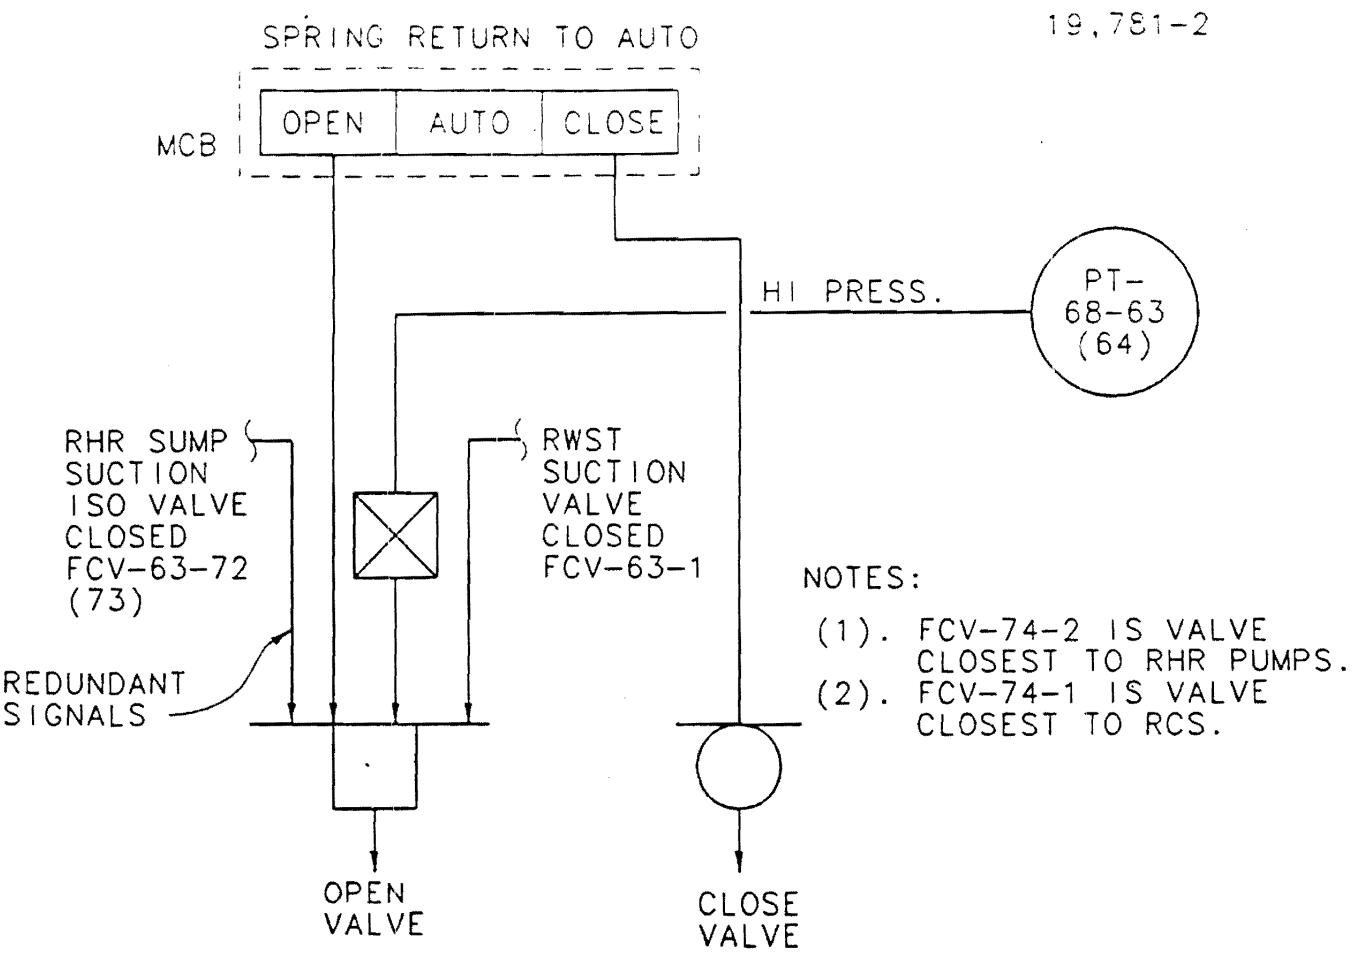 19,781-2
SPRING RETURN TO AUTO
OPEN AUTO CLOSE
MCB
HI PRESS.
PT-
68-63
(64)
RHR SUMP
SUCTION
ISO VALVE
CLOSED
FCV-63-72
(73)
RWST
SUCTION
VALVE
CLOSED
FCV-63-1
REDUNDANT
SIGNALS
NOTES:
(1). FCV-74-2 IS VALVE
CLOSEST TO RHR PUMPS.
(2). FCV-74-1 IS VALVE
CLOSEST TO RCS.
OPEN
VALVE
CLOSE
VALVE